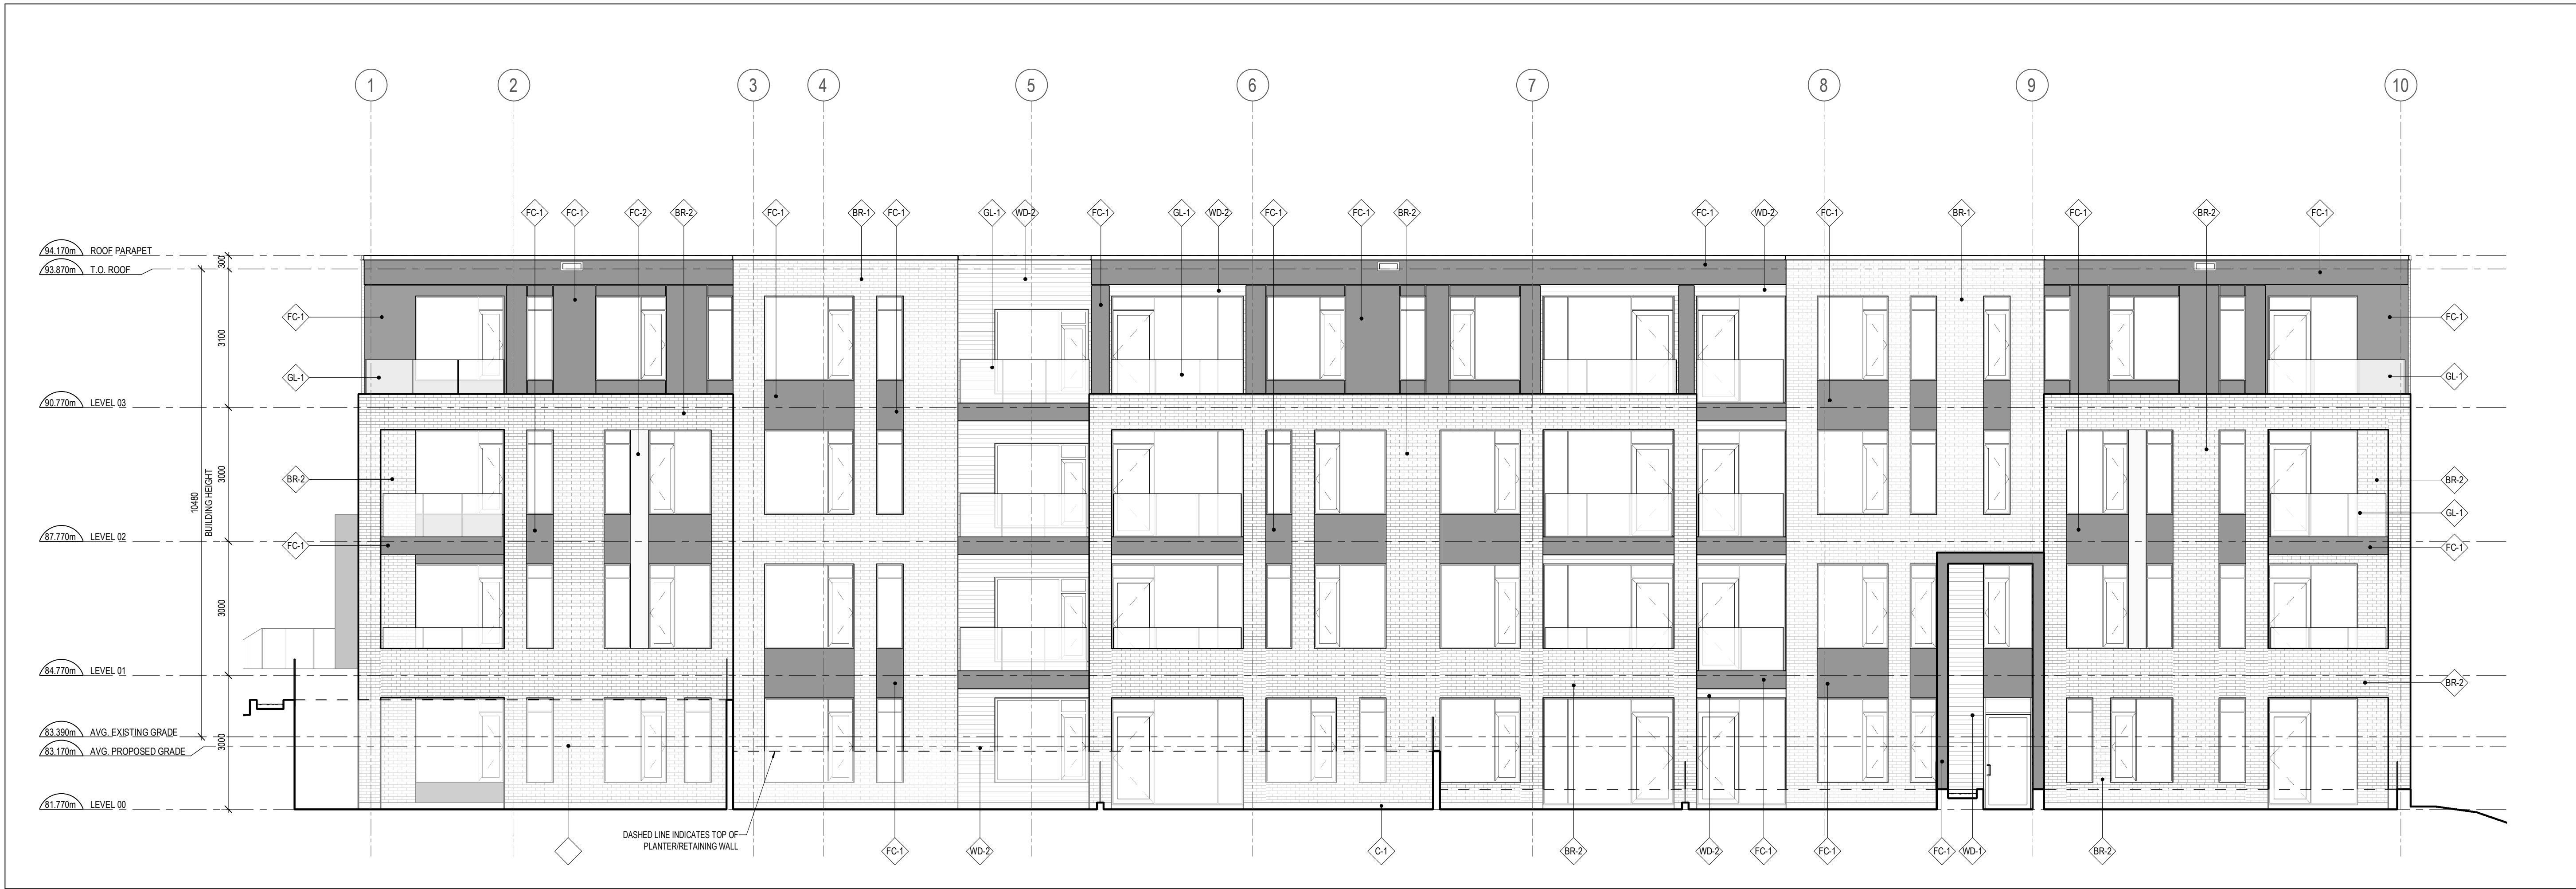 1 2 3 4 5 6 7 8 9 10
FC-1 FC-1 FC-2 BR-2 FC-1 BR-1 FC-1 GL-1 WD-2 FC-1 GL-1 WD-2 FC-1 FC-1 BR-2 FC-1 WD-2 FC-1 BR-1 FC-1 BR-2 FC-1
94.170m ROOF PARAPET
300
93.870m T.O. ROOF
FC-1 FC-1
3100
GL-1 GL-1
90.770m LEVEL 03
BR-2 BR-2
3000
10480
BUILDING HEIGHT
GL-1
87.770m LEVEL 02
FC-1 FC-1
3000
84.770m LEVEL 01
BR-2
83.390m AVG. EXISTING GRADE
3000
83.170m AVG. PROPOSED GRADE
81.770m LEVEL 00
DASHED LINE INDICATES TOP OF
PLANTER/RETAINING WALL
FC-1 WD-2 C-1 BR-2 WD-2 FC-1 FC-1 FC-1 WD-1 BR-2